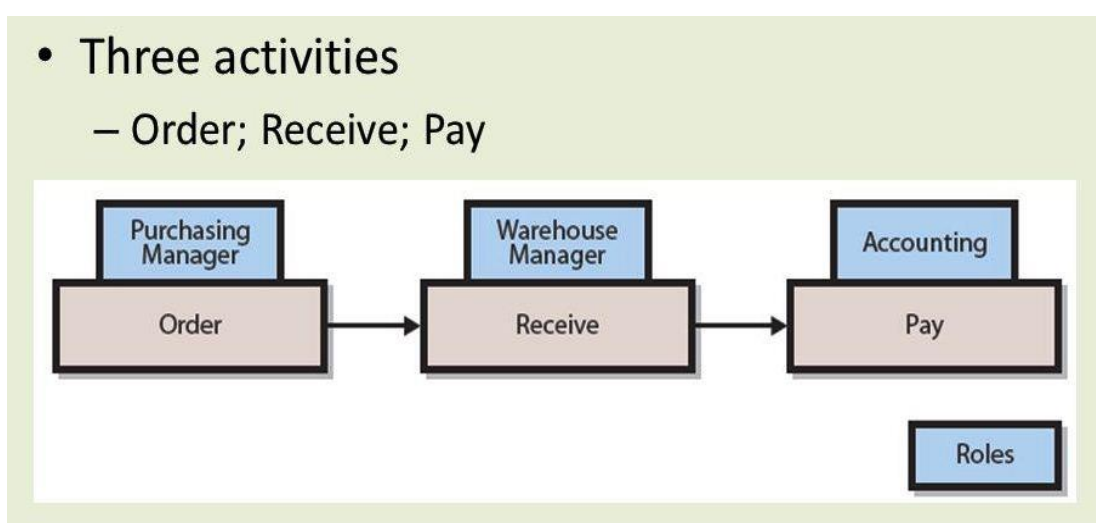 • Three activities
– Order; Receive; Pay
Purchasing
Manager
Warehouse
Manager
Accounting
Order
Receive
Pay
Roles